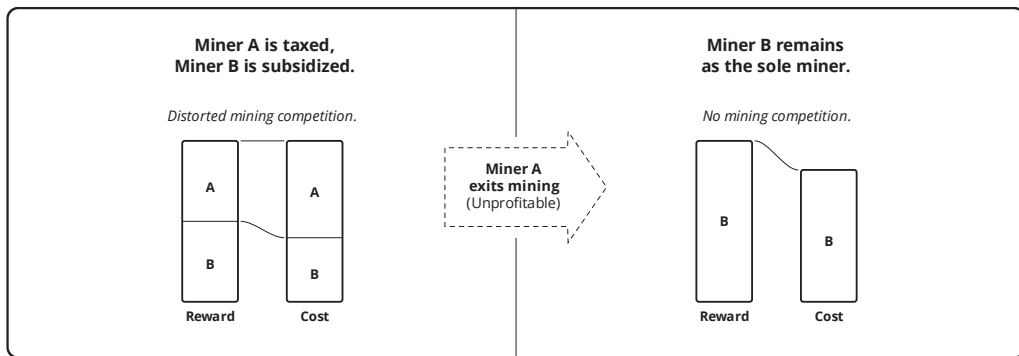 Miner A is taxed,
Miner B is subsidized.
Distorted mining competition.
A
A
B
B
Reward
Cost
Miner A
exits mining
(Unprofitable)
Miner B remains
as the sole miner.
No mining competition.
B
B
Reward
Cost